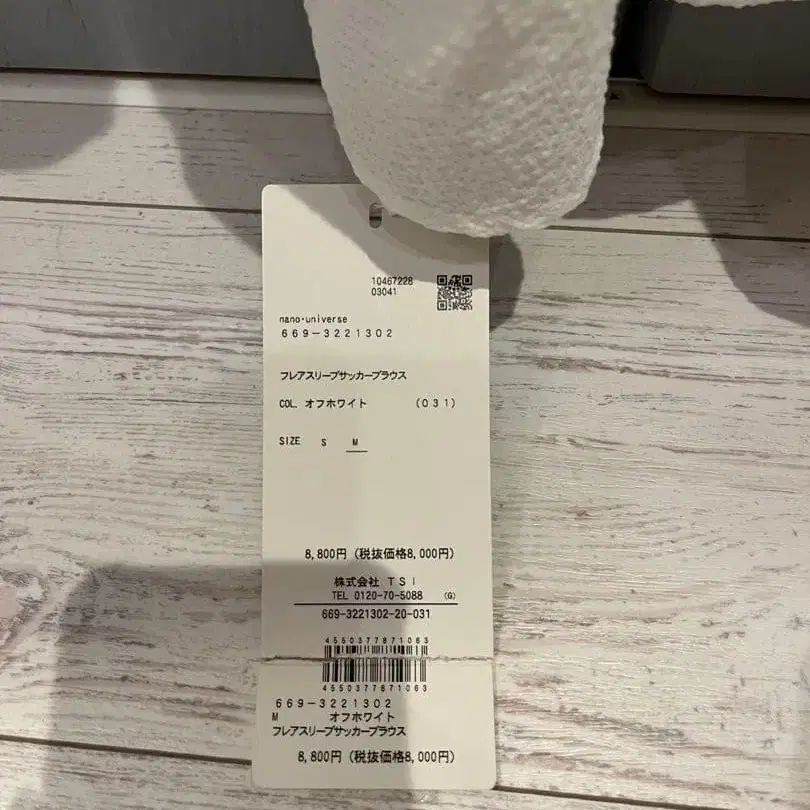 10467228
03041
nano・universe
669-3221302
フレアスリーブサッカーブラウス
COL. オフホワイト (031)
SIZE S M
8,800円 (税抜価格8,000円)
株式会社 TSI
TEL 0120-70-5088 (G)
669-3221302-20-031
4550377871063
4550377871063
669-3221302
M オフホワイト
フレアスリーブサッカーブラウス
8,800円 (税抜価格8,000円)